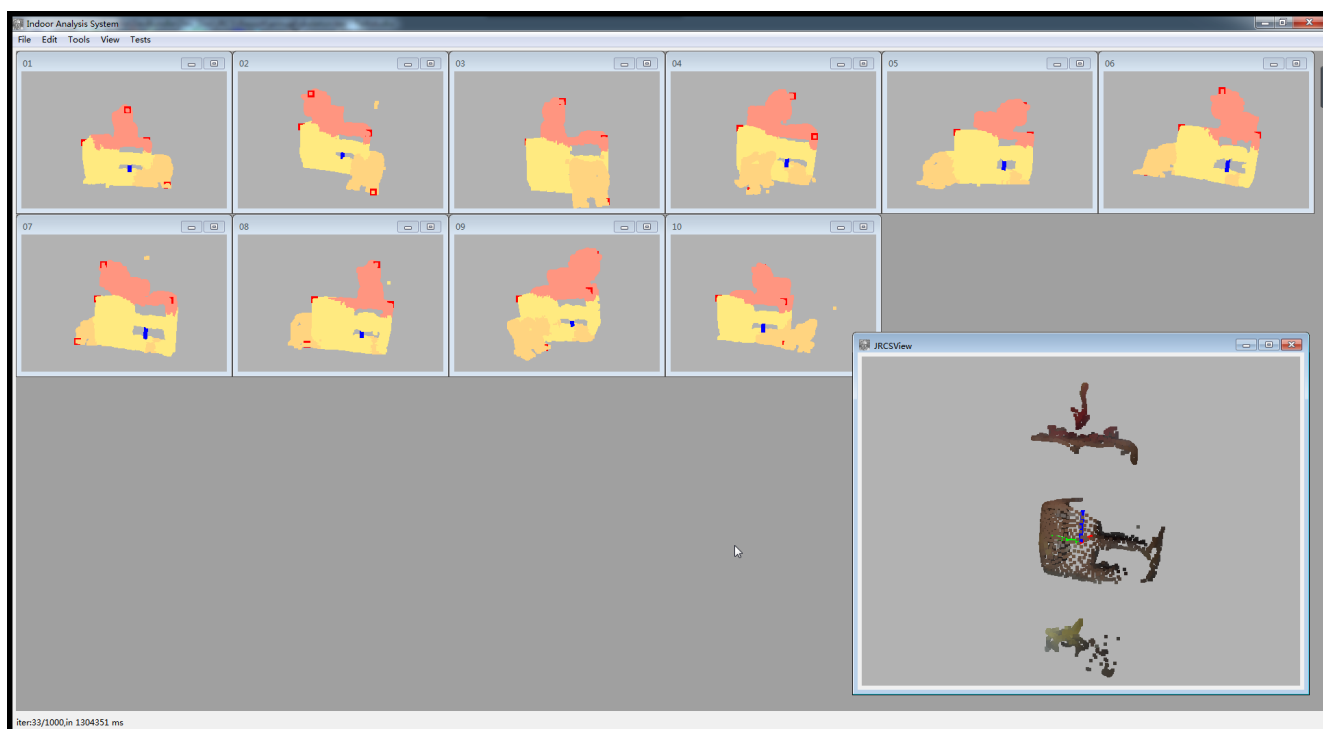 Indoor Analysis System
File Edit Tools View Tests
01
02
03
04
05
06
07
08
09
10
JRCSView
iter:33/1000,in 1304351 ms